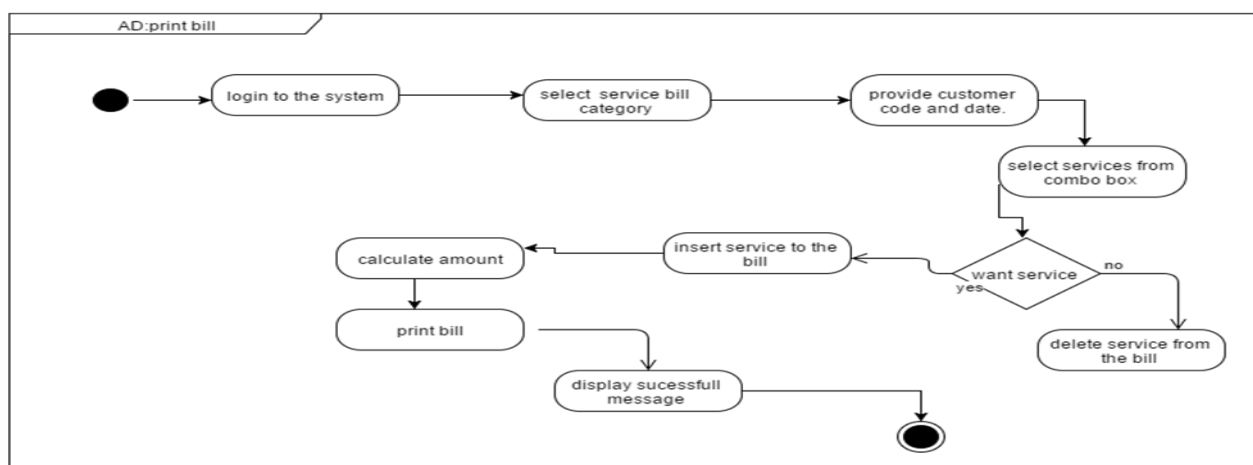 AD:print bill
login to the system
select service bill
category
provide customer
code and date.
select services from
combo box
want service
yes
no
insert service to the
bill
calculate amount
print bill
delete service from
the bill
display sucessfull
message